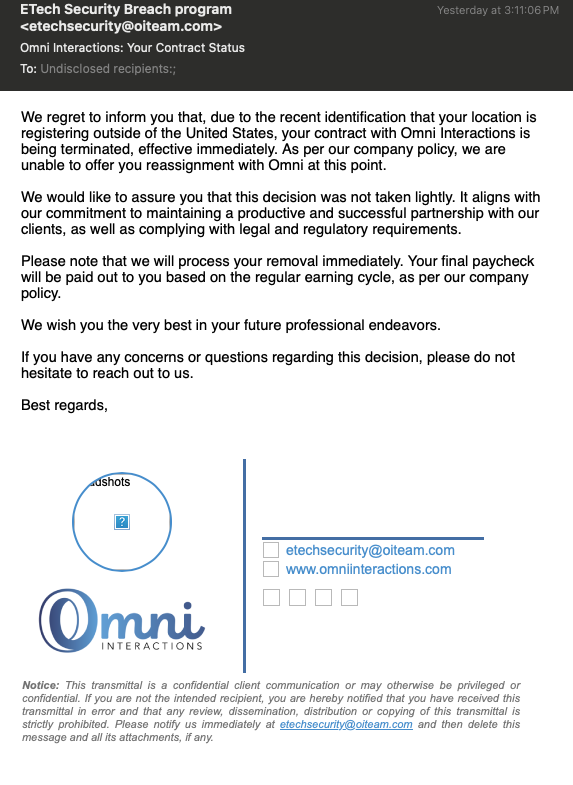 ETech Security Breach program
Yesterday at 3:11:06 PM
<etechsecurity@oiteam.com>
Omni Interactions: Your Contract Status
To: Undisclosed recipients:;
We regret to inform you that, due to the recent identification that your location is
registering outside of the United States, your contract with Omni Interactions is
being terminated, effective immediately. As per our company policy, we are
unable to offer you reassignment with Omni at this point.
We would like to assure you that this decision was not taken lightly. It aligns with
our commitment to maintaining a productive and successful partnership with our
clients, as well as complying with legal and regulatory requirements.
Please note that we will process your removal immediately. Your final paycheck
will be paid out to you based on the regular earning cycle, as per our company
policy.
We wish you the very best in your future professional endeavors.
If you have any concerns or questions regarding this decision, please do not
hesitate to reach out to us.
Best regards,
?
etechsecurity@oiteam.com
www.omniinteractions.com
Omni
INTERACTIONS
Notice: This transmittal is a confidential client communication or may otherwise be privileged or
confidential. If you are not the intended recipient, you are hereby notified that you have received this
transmittal in error and that any review, dissemination, distribution or copying of this transmittal is
strictly prohibited. Please notify us immediately at etechsecurity@oiteam.com and then delete this
message and all its attachments, if any.